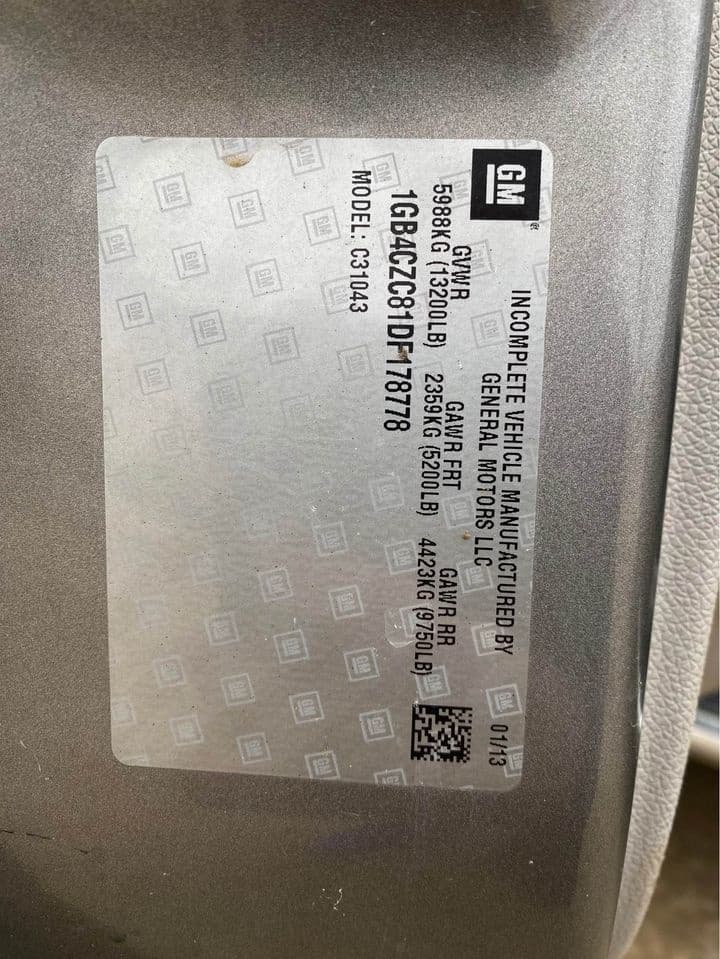 GM®
INCOMPLETE VEHICLE MANUFACTURED BY 01/13
GENERAL MOTORS LLC
GVWR GAWR FRT GAWR RR
5988KG (13200LB) 2359KG (5200LB) 4423KG (9750LB)
1GB4CZC81DF178778
MODEL: C31043